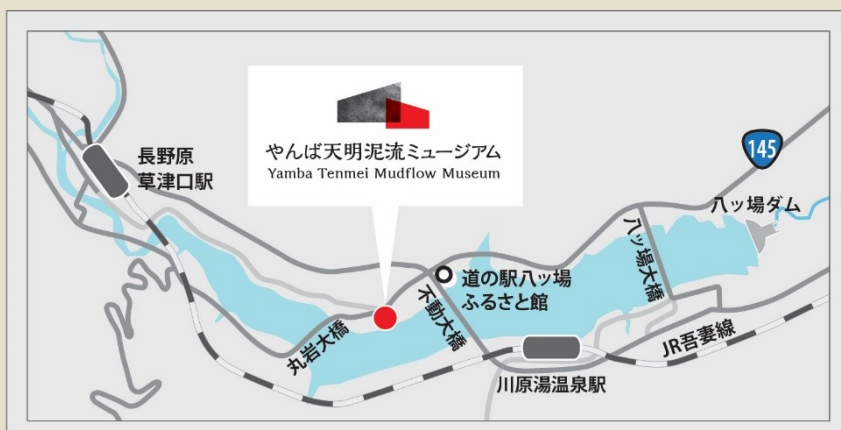 やんば天明泥流ミュージアム
Yamba Tenmei Mudflow Museum
145
長野原
草津口駅
八ッ場ダム
八ッ場大橋
道の駅八ッ場
ふるさと館
不動大橋
丸岩大橋
JR吾妻線
川原湯温泉駅